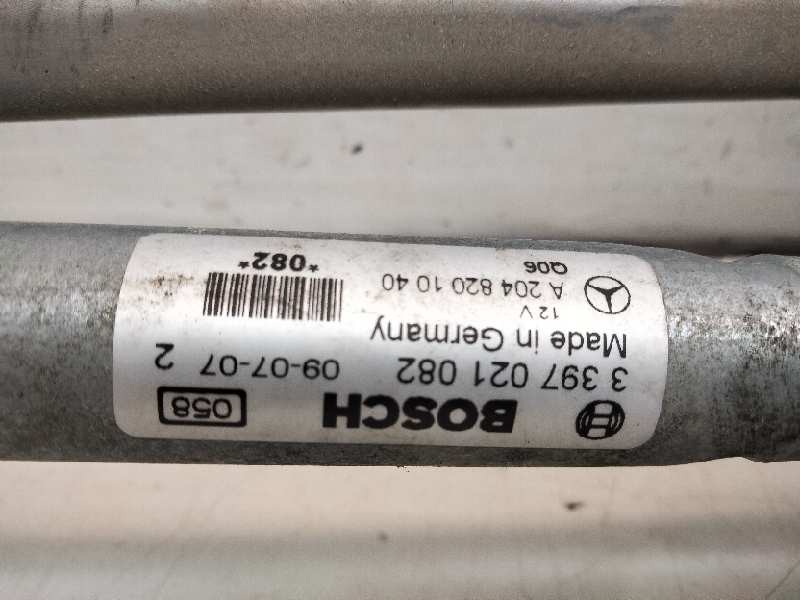 BOSCH 058
3 397 021 082 09-07-07 2
Made in Germany
12V
A 204 820 10 40
Q06 *082*